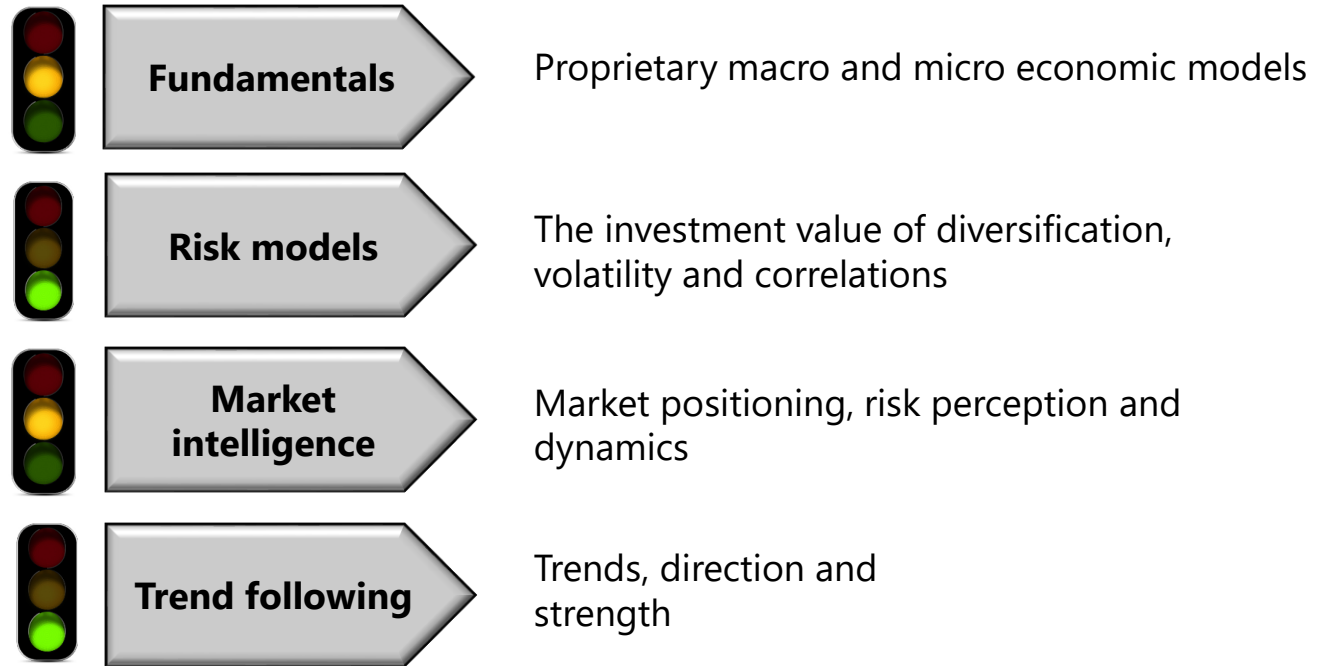 Fundamentals
Proprietary macro and micro economic models
Risk models
The investment value of diversification,
volatility and correlations
Market
intelligence
Market positioning, risk perception and
dynamics
Trend following
Trends, direction and
strength